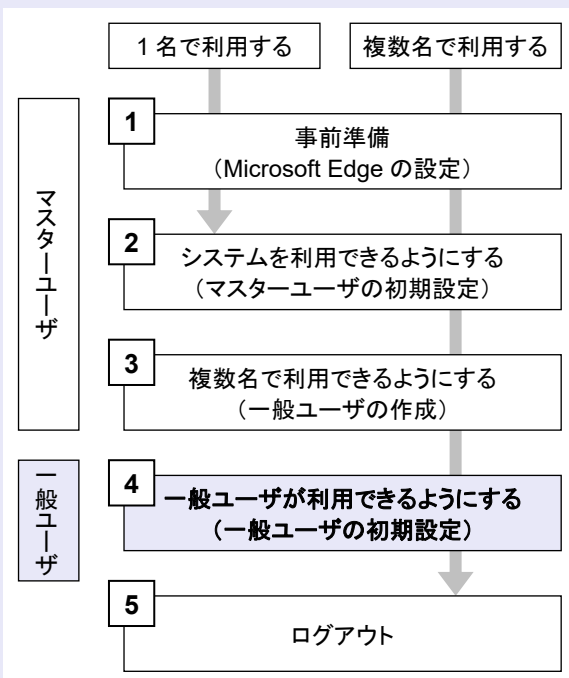 1 名で利用する
複数名で利用する
マスターユーザ
1
事前準備
（Microsoft Edge の設定）
2
システムを利用できるようにする
（マスターユーザの初期設定）
3
複数名で利用できるようにする
（一般ユーザの作成）
一般ユーザ
4
一般ユーザが利用できるようにする
（一般ユーザの初期設定）
5
ログアウト